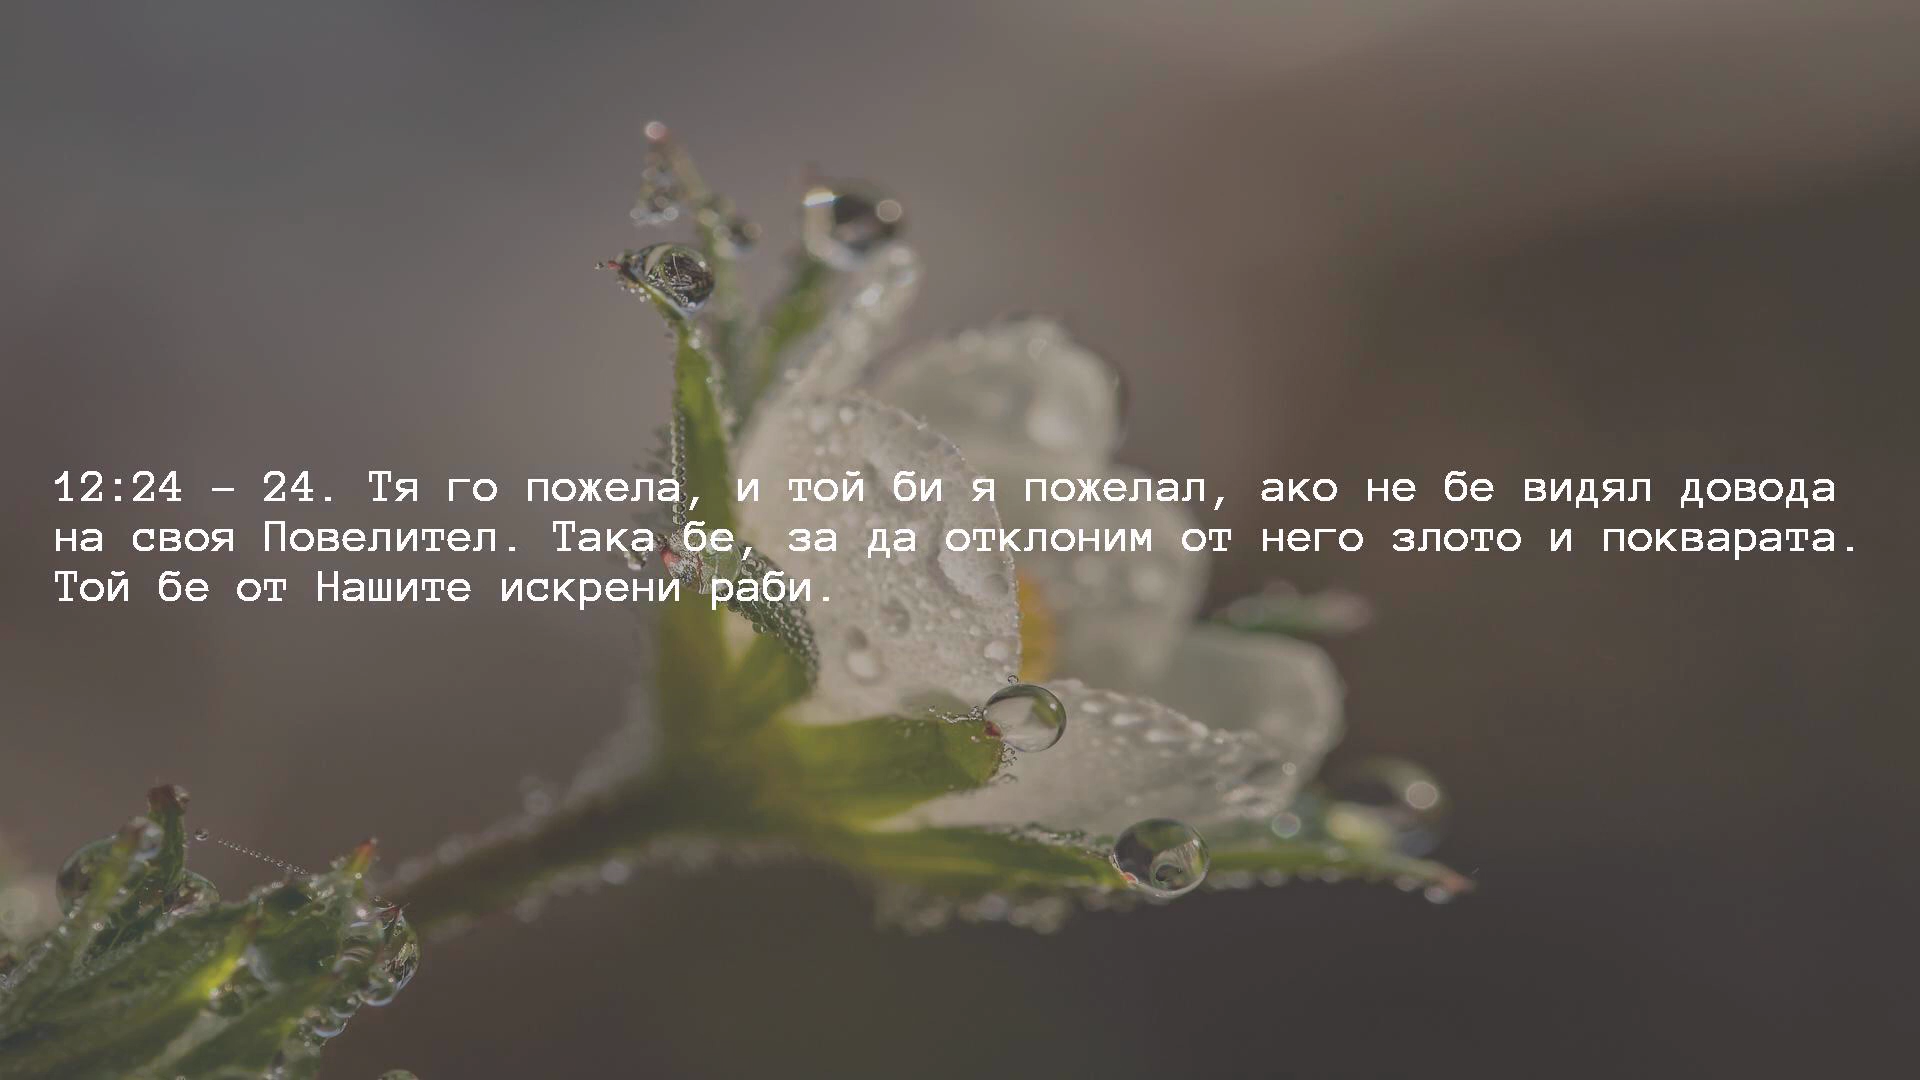 12:24 – 24. Тя го пожела, и той би я пожелал, ако не бе видял довода
на своя Повелител. Така бе, за да отклоним от него злото и покварата.
Той бе от Нашите искрени раби.